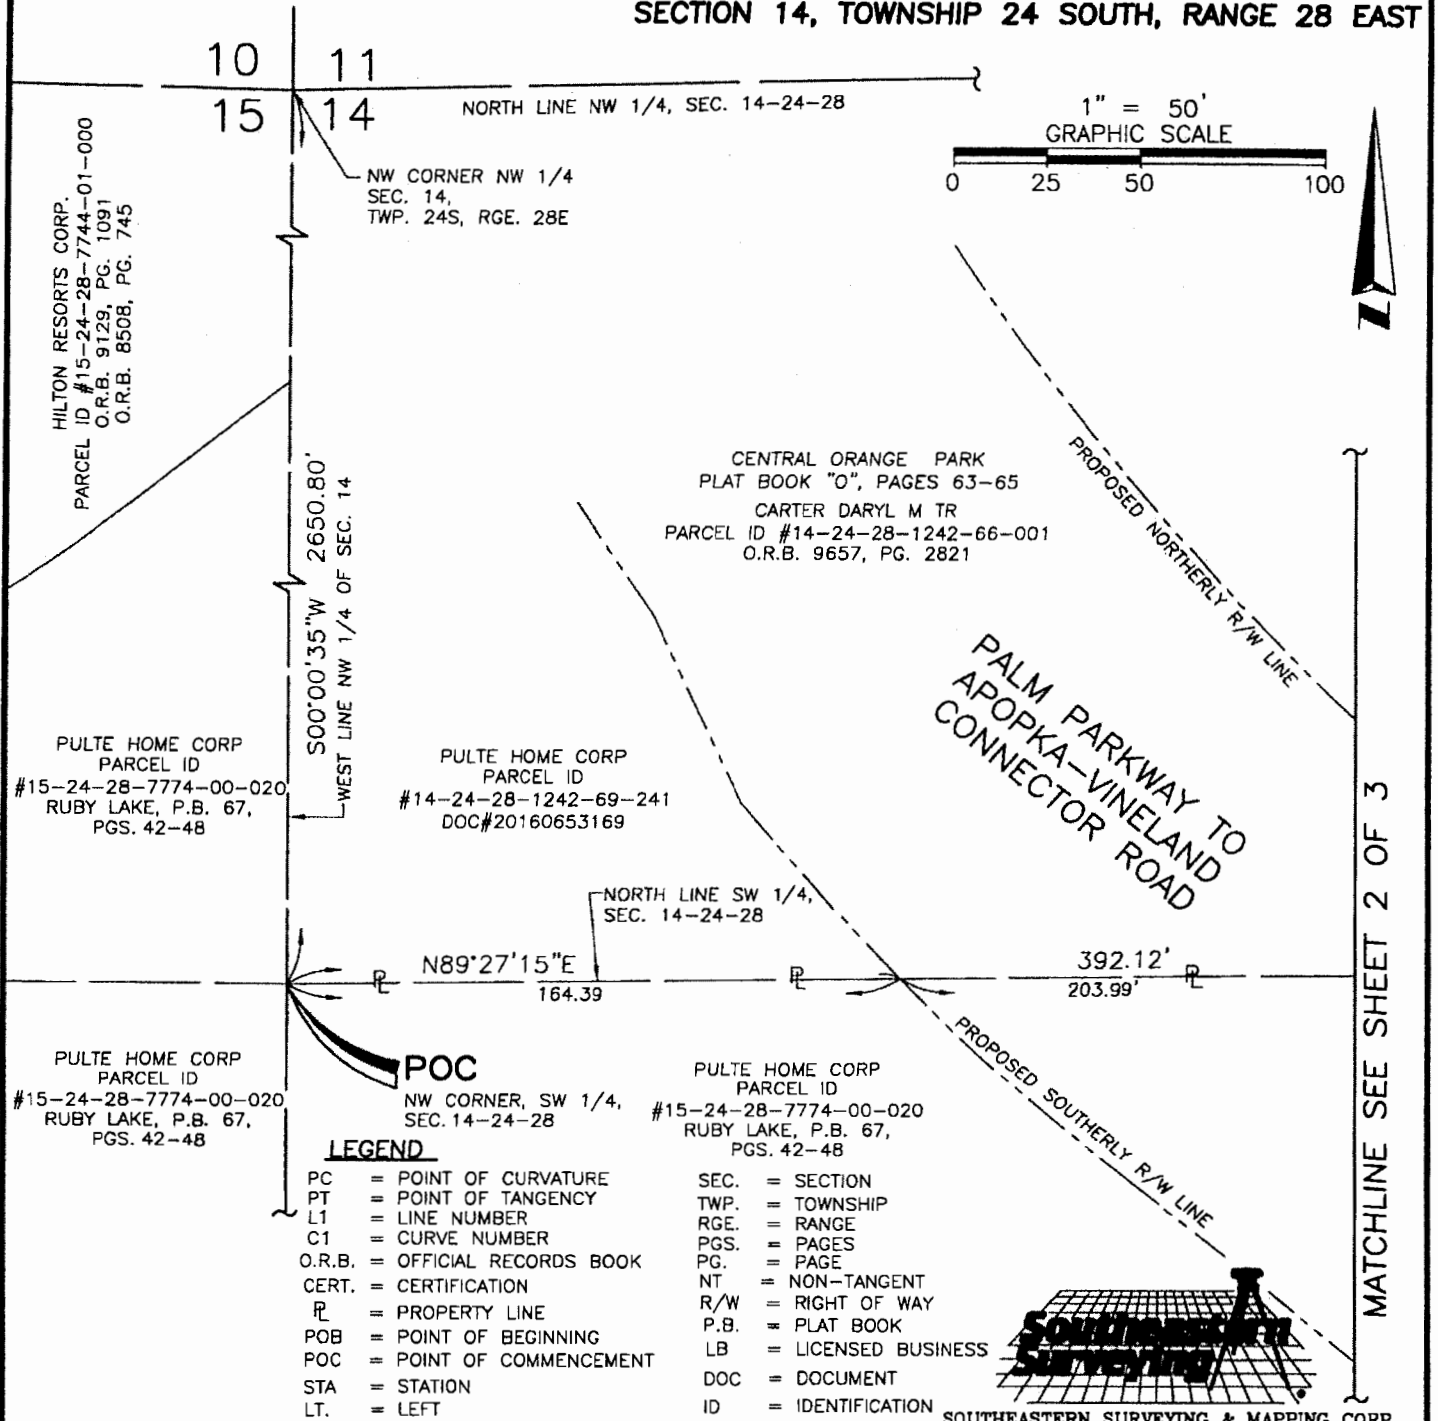 SECTION 14, TOWNSHIP 24 SOUTH, RANGE 28 EAST
10 11
15 14
NORTH LINE NW 1/4, SEC. 14-24-28
1" = 50'
GRAPHIC SCALE
0 25 50 100
NW CORNER NW 1/4
SEC. 14,
TWP. 24S, RGE. 28E
HILTON RESORTS CORP.
PARCEL ID #15-24-28-7744-01-000
O.R.B. 9129, PG. 1091
O.R.B. 8508, PG. 745
S00°00'35"W 2650.80'
WEST LINE NW 1/4 OF SEC. 14
CENTRAL ORANGE PARK
PLAT BOOK "O", PAGES 63-65
CARTER DARYL M TR
PARCEL ID #14-24-28-1242-66-001
O.R.B. 9657, PG. 2821
PROPOSED NORTHERLY R/W LINE
PALM PARKWAY TO
APOPKA-VINELAND
CONNECTOR ROAD
PULTE HOME CORP
PARCEL ID
#15-24-28-7774-00-020
RUBY LAKE, P.B. 67,
PGS. 42-48
PULTE HOME CORP
PARCEL ID
#14-24-28-1242-69-241
DOC#20160653169
NORTH LINE SW 1/4,
SEC. 14-24-28
MATCHLINE SEE SHEET 2 OF 3
PL N89°27'15"E PL 392.12' PL
164.39 203.99'
POC
NW CORNER, SW 1/4,
SEC. 14-24-28
PULTE HOME CORP
PARCEL ID
#15-24-28-7774-00-020
RUBY LAKE, P.B. 67,
PGS. 42-48
PULTE HOME CORP
PARCEL ID
#15-24-28-7774-00-020
RUBY LAKE, P.B. 67,
PGS. 42-48
PROPOSED SOUTHERLY R/W LINE
LEGEND
PC = POINT OF CURVATURE
PT = POINT OF TANGENCY
L1 = LINE NUMBER
C1 = CURVE NUMBER
O.R.B. = OFFICIAL RECORDS BOOK
CERT. = CERTIFICATION
PL = PROPERTY LINE
POB = POINT OF BEGINNING
POC = POINT OF COMMENCEMENT
STA = STATION
LT. = LEFT
SEC. = SECTION
TWP. = TOWNSHIP
RGE. = RANGE
PGS. = PAGES
PG. = PAGE
NT = NON-TANGENT
R/W = RIGHT OF WAY
P.B. = PLAT BOOK
LB = LICENSED BUSINESS
DOC = DOCUMENT
ID = IDENTIFICATION
Southeastern
Surveying
SOUTHEASTERN SURVEYING & MAPPING CORP.